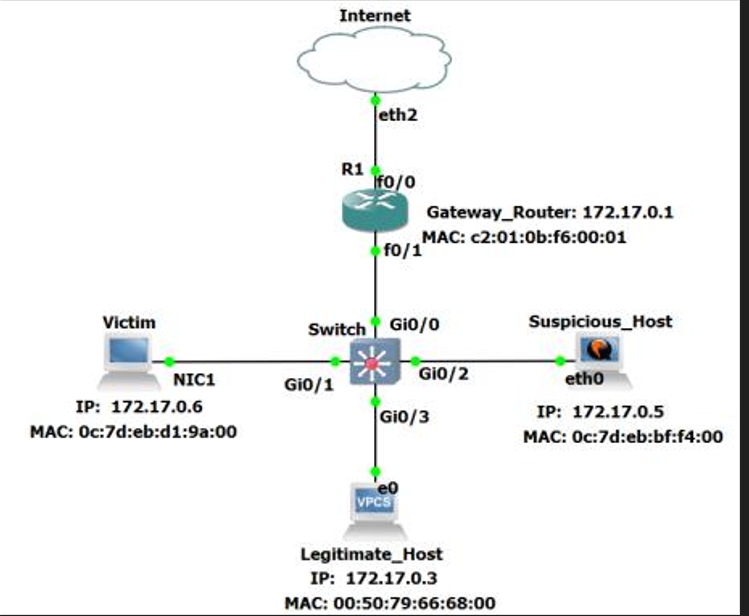 Internet
eth2
R1
f0/0
Gateway_Router: 172.17.0.1
MAC: c2:01:0b:f6:00:01
f0/1
Victim
Switch
Gi0/0
Suspicious_Host
NIC1
Gi0/1
Gi0/2
eth0
IP: 172.17.0.6
MAC: 0c:7d:eb:d1:9a:00
Gi0/3
IP: 172.17.0.5
MAC: 0c:7d:eb:bf:f4:00
e0
VPCS
Legitimate_Host
IP: 172.17.0.3
MAC: 00:50:79:66:68:00